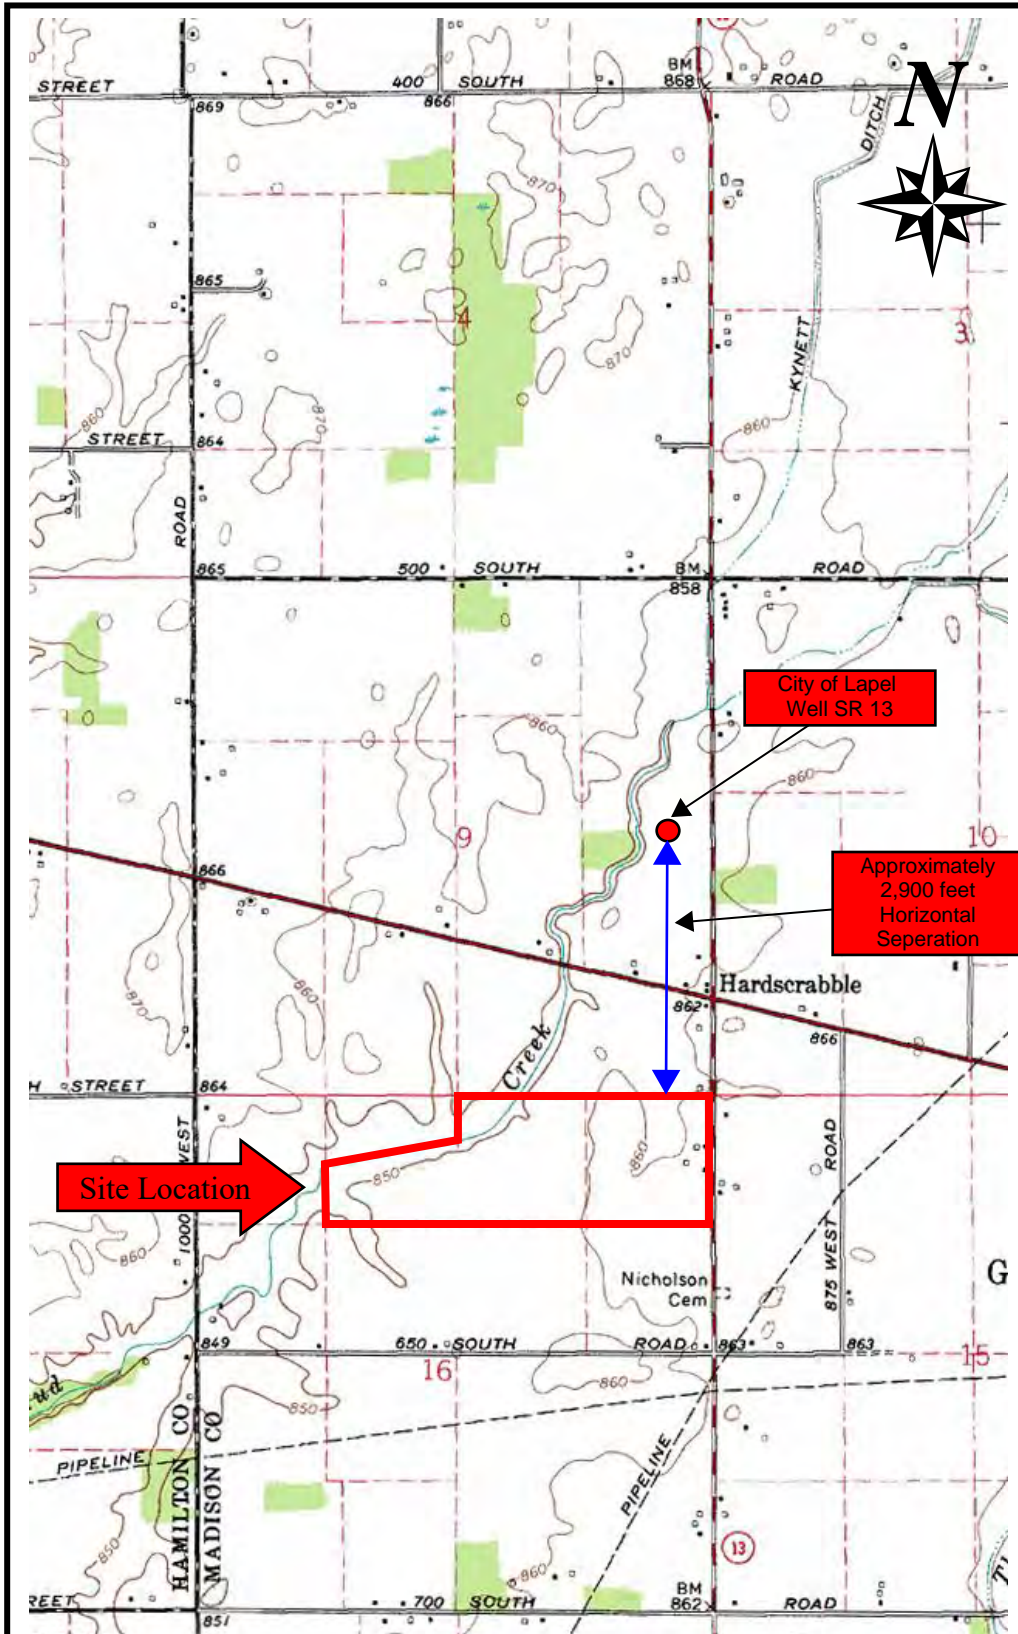 STREET
400
SOUTH
BM
868
ROAD
869
866
N
DITCH
870
865
4
3
KYNETT
870
860
870
860
STREET
864
ROAD
865
500
SOUTH
BM
858
ROAD
City of Lapel
Well SR 13
860
860
9
10
866
Approximately
2,900 feet
Horizontal
Seperation
870
860
Hardscrabble
862
866
Creek
H STREET
864
WEST
860
850
ROAD
Site Location
1000
860
875 WEST
G
Nicholson
Cem
849
650
SOUTH
ROAD
863
863
16
15
ud
850
860
PIPELINE
HAMILTON CO
MADISON CO
PIPELINE
850
13
860
BM
REET
700
SOUTH
862
ROAD
851